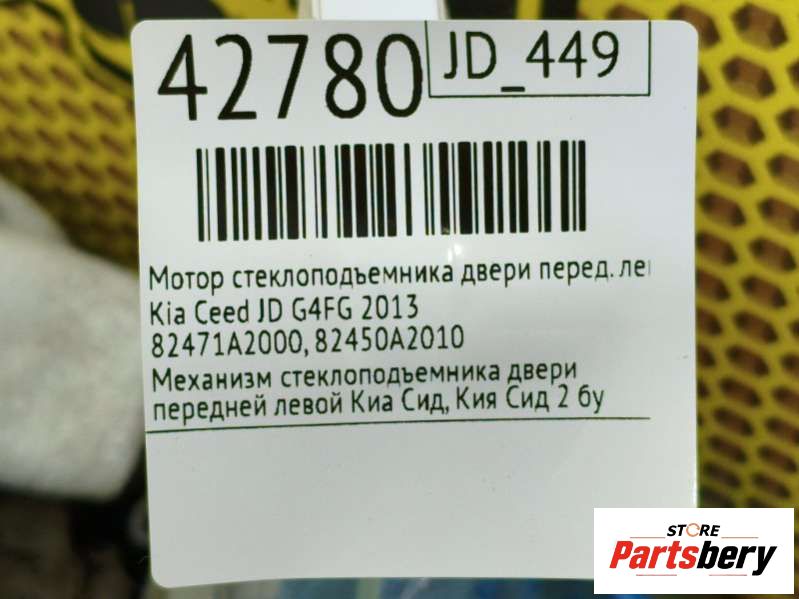 42780
JD_449
Мотор стеклоподъемника двери перед.
Kia Ceed JD G4FG 2013
82471A2000, 82450A2010
Механизм стеклоподъемника двери
передней левой Киа Сид, Кия Сид 2 бу
STORE
Partsbery